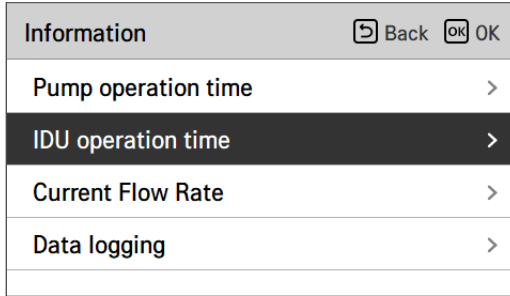 Information Back OK OK
Pump operation time >
IDU operation time >
Current Flow Rate >
Data logging >